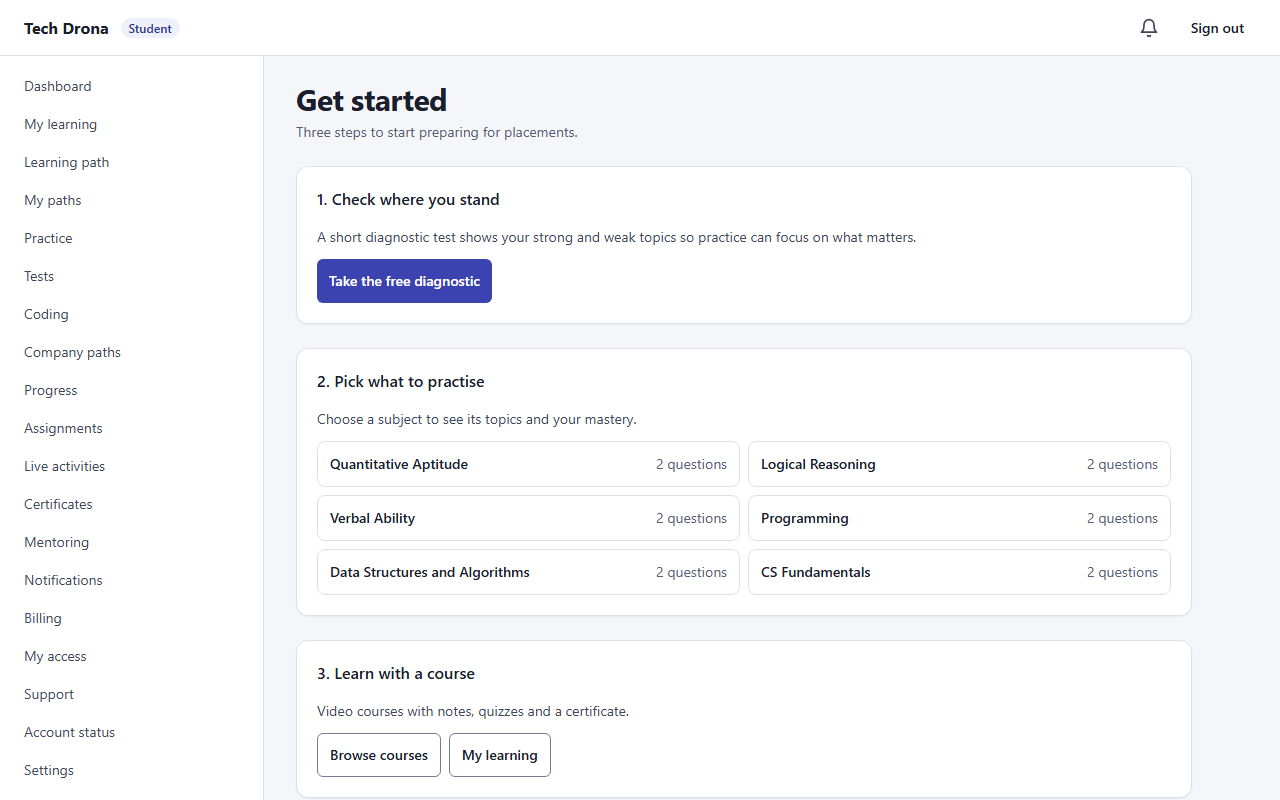 Tech Drona
Student
Sign out
Dashboard
My learning
Learning path
My paths
Practice
Tests
Coding
Company paths
Progress
Assignments
Live activities
Certificates
Mentoring
Notifications
Billing
My access
Support
Account status
Settings
Get started
Three steps to start preparing for placements.
1. Check where you stand
A short diagnostic test shows your strong and weak topics so practice can focus on what matters.
Take the free diagnostic
2. Pick what to practise
Choose a subject to see its topics and your mastery.
Quantitative Aptitude 2 questions
Logical Reasoning 2 questions
Verbal Ability 2 questions
Programming 2 questions
Data Structures and Algorithms 2 questions
CS Fundamentals 2 questions
3. Learn with a course
Video courses with notes, quizzes and a certificate.
Browse courses
My learning